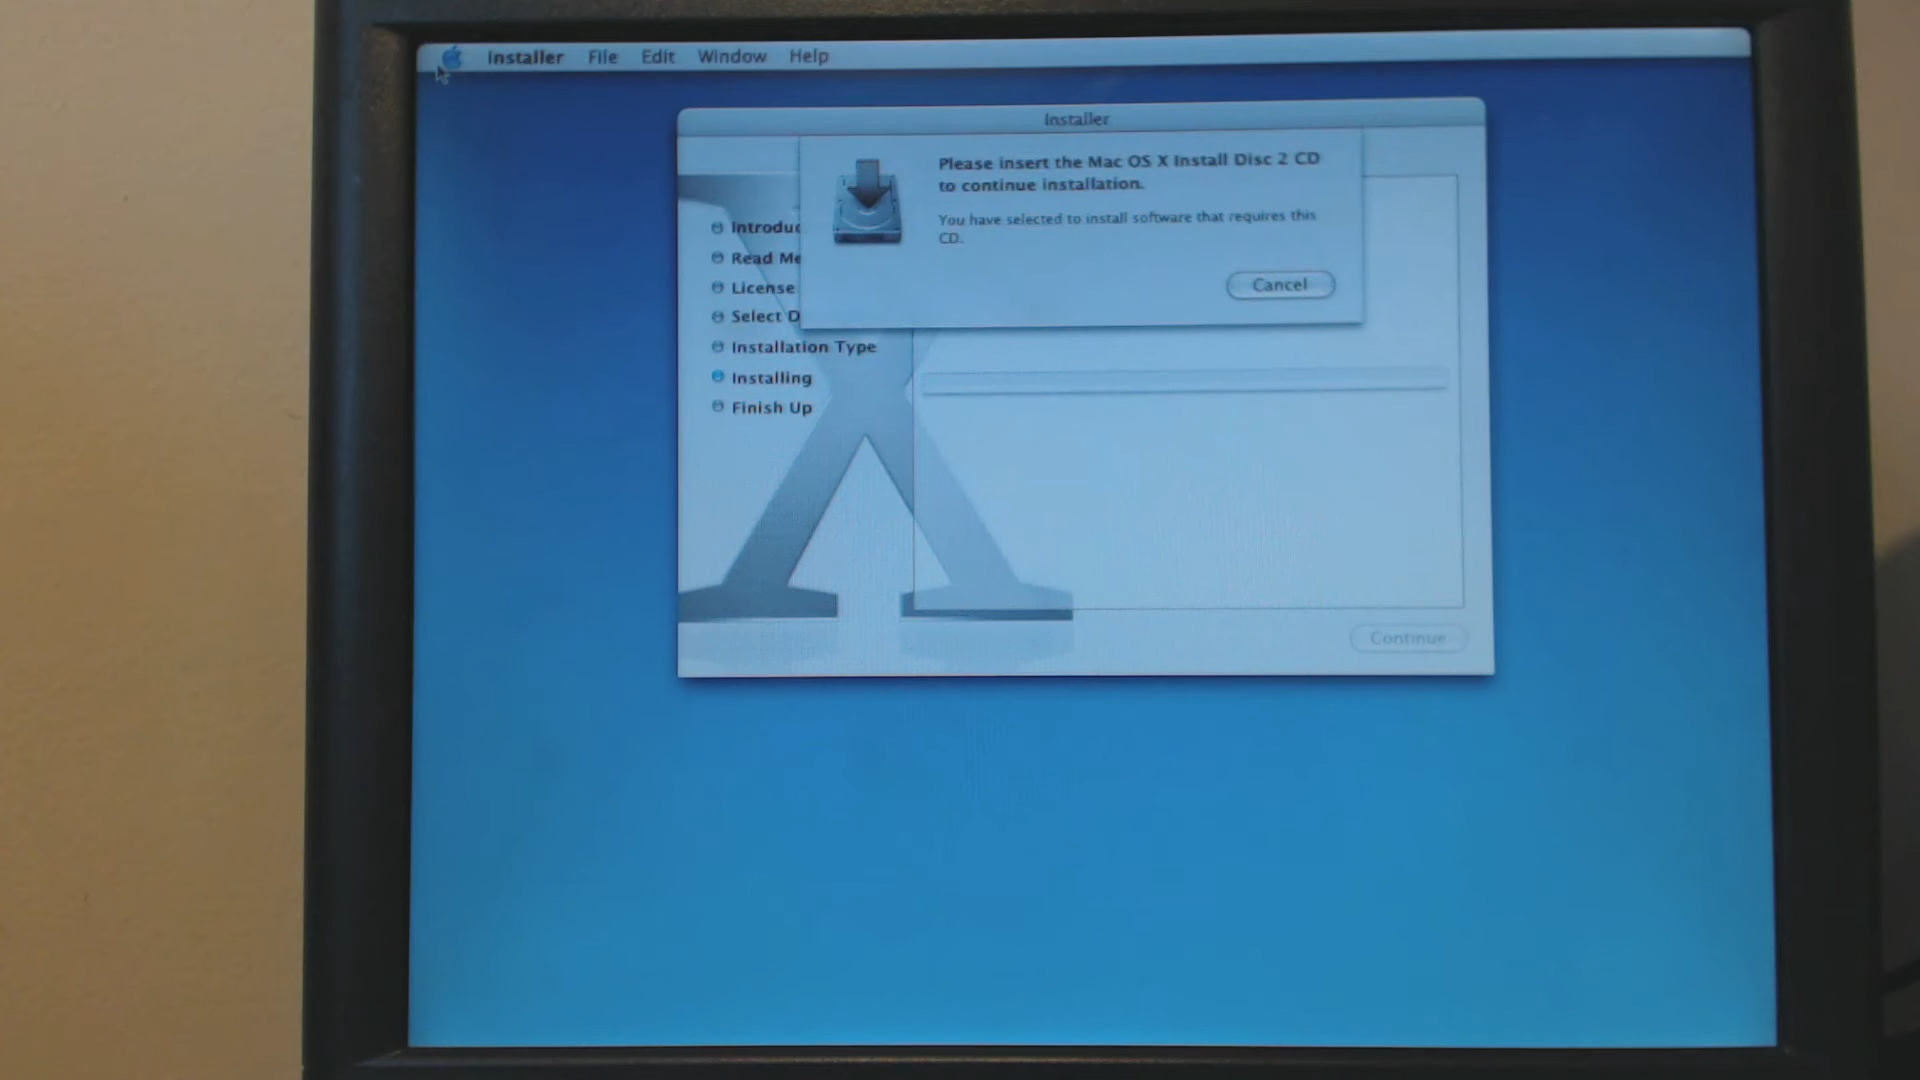 Installer File Edit Window Help
Installer
Please insert the Mac OS X Install Disc 2 CD
to continue installation.
You have selected to install software that requires this
CD.
Cancel
Introduc
Read Me
License
Select D
Installation Type
Installing
Finish Up
Continue